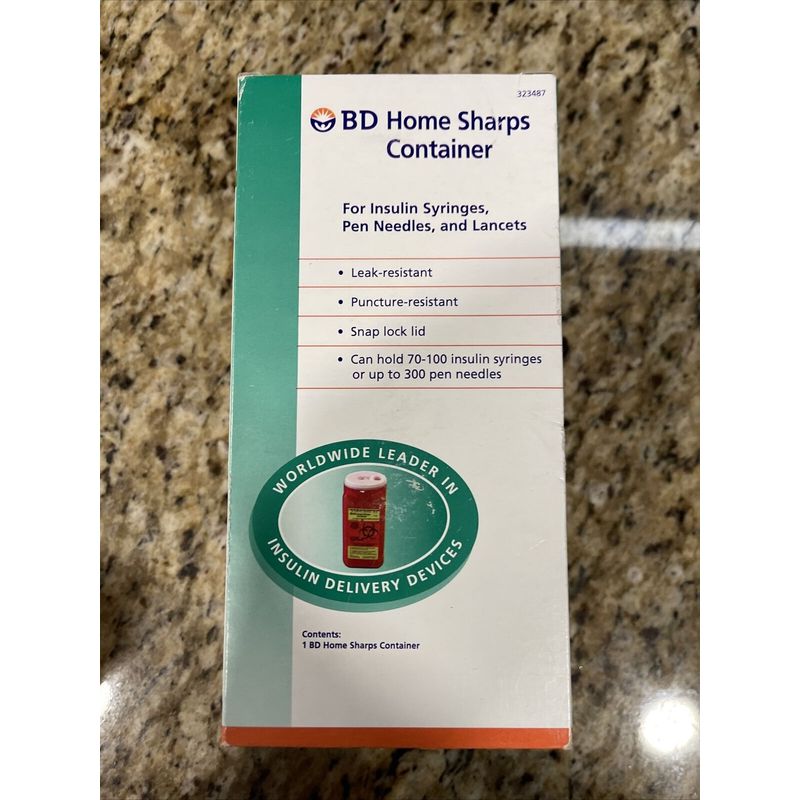 323487
BD Home Sharps
Container
For Insulin Syringes,
Pen Needles, and Lancets
• Leak-resistant
• Puncture-resistant
• Snap lock lid
• Can hold 70-100 insulin syringes
or up to 300 pen needles
WORLDWIDE LEADER IN
INSULIN DELIVERY DEVICES
Contents:
1 BD Home Sharps Container